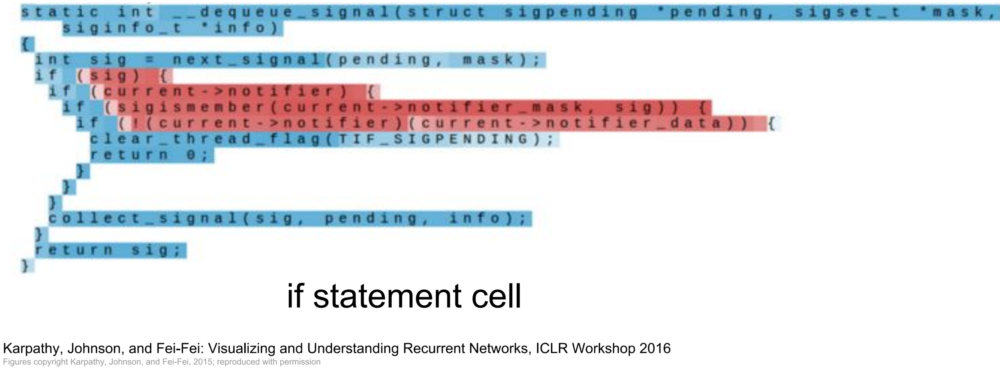 static int __dequeue_signal(struct sigpending *pending, sigset_t *mask,
siginfo_t *info)
{
int sig = next_signal(pending, mask);
if (sig) {
if (current->notifier) {
if (sigismember(current->notifier_mask, sig)) {
if (!(current->notifier)(current->notifier_data)) {
clear_thread_flag(TIF_SIGPENDING);
return 0;
}
}
}
collect_signal(sig, pending, info);
}
return sig;
}
if statement cell
Karpathy, Johnson, and Fei-Fei: Visualizing and Understanding Recurrent Networks, ICLR Workshop 2016
Figures copyright Karpathy, Johnson, and Fei-Fei, 2015; reproduced with permission